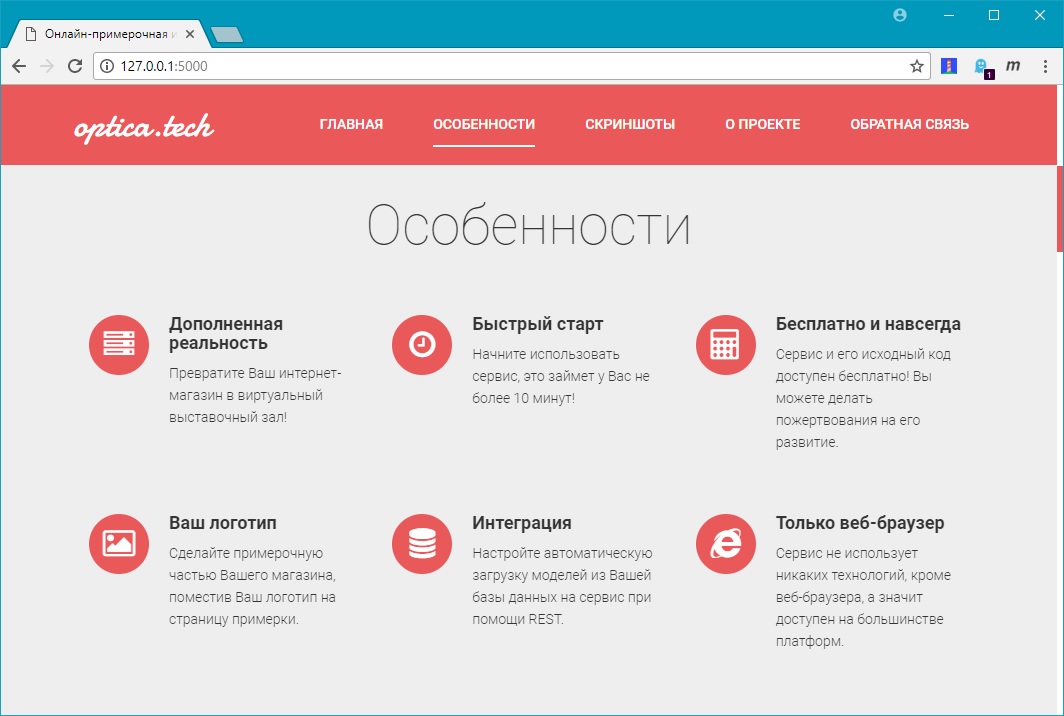 Онлайн-примерочная и
127.0.0.1:5000
1
m
optica.tech
ГЛАВНАЯ
ОСОБЕННОСТИ
СКРИНШОТЫ
О ПРОЕКТЕ
ОБРАТНАЯ СВЯЗЬ
Особенности
Дополненная
реальность
Превратите Ваш интернет-
магазин в виртуальный
выставочный зал!
Быстрый старт
Начните использовать
сервис, это займет у Вас не
более 10 минут!
Бесплатно и навсегда
Сервис и его исходный код
доступен бесплатно! Вы
можете делать
пожертвования на его
развитие.
Ваш логотип
Сделайте примерочную
частью Вашего магазина,
поместив Ваш логотип на
страницу примерки.
Интеграция
Настройте автоматическую
загрузку моделей из Вашей
базы данных на сервис при
помощи REST.
Только веб-браузер
Сервис не использует
никаких технологий, кроме
веб-браузера, а значит
доступен на большинстве
платформ.